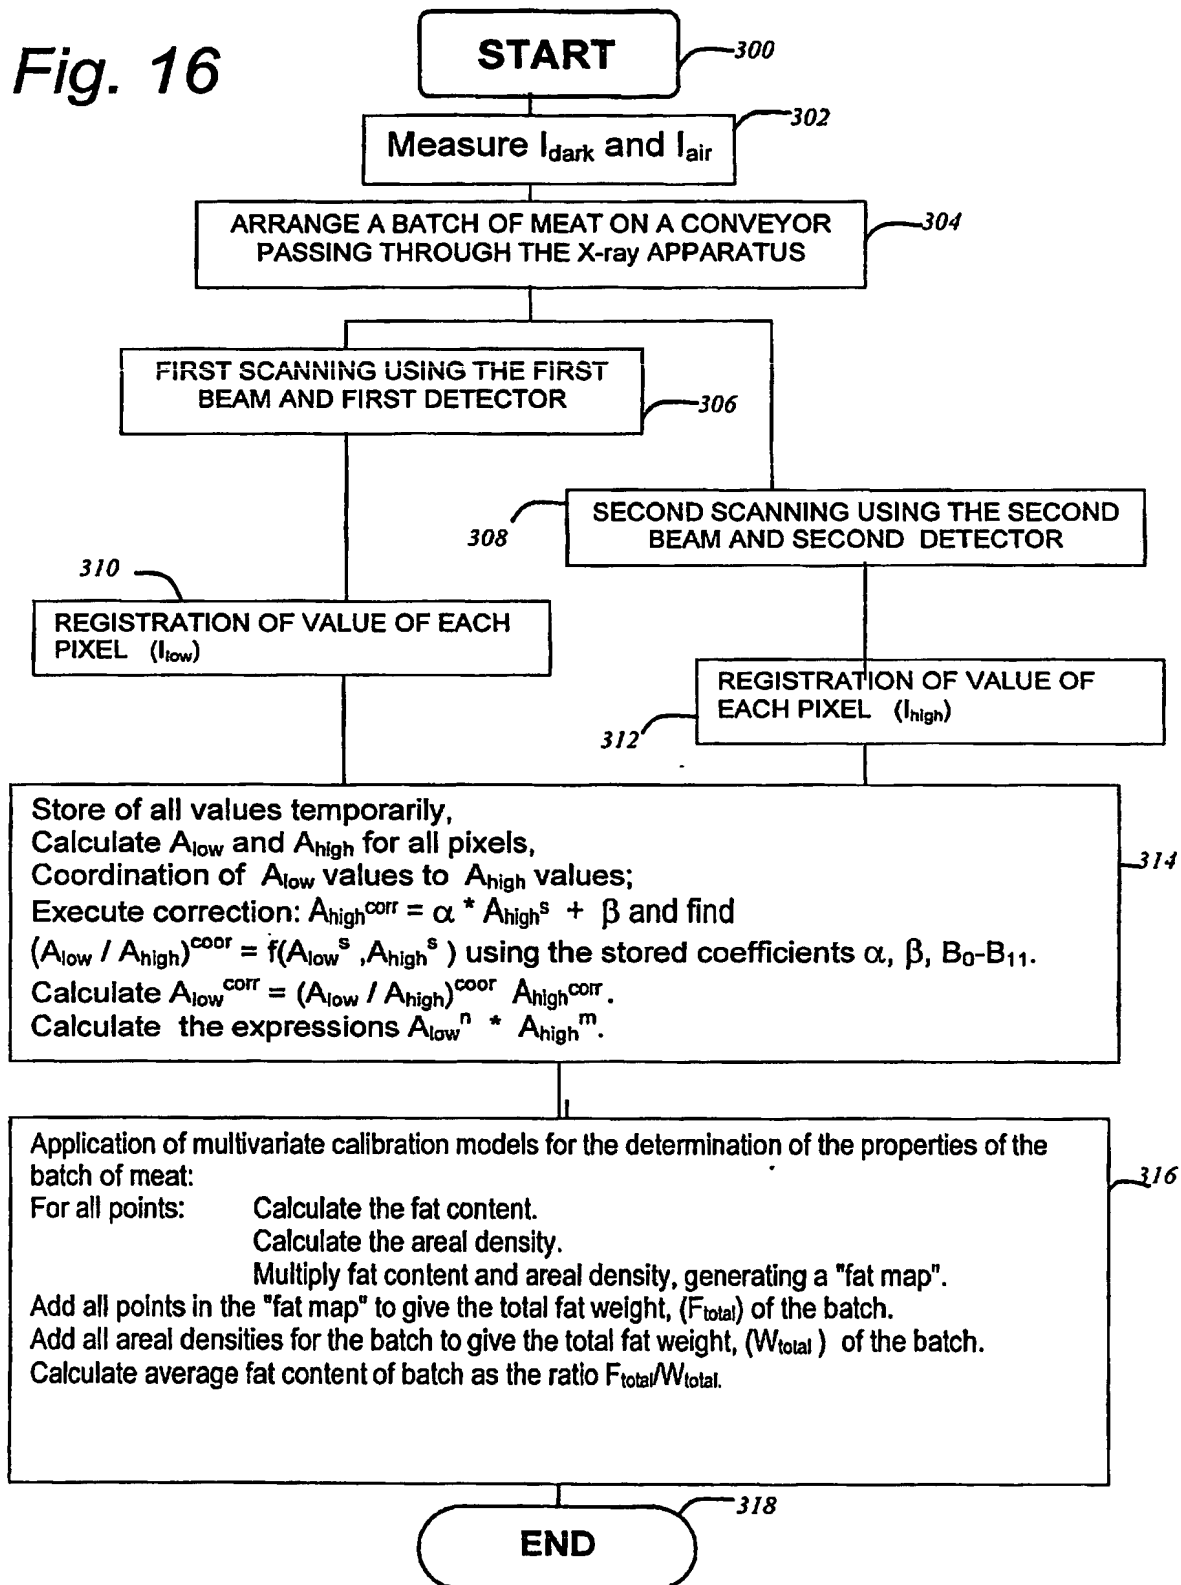 Fig. 16
START
300
302
Measure I_dark and I_air
304
ARRANGE A BATCH OF MEAT ON A CONVEYOR
PASSING THROUGH THE X-ray APPARATUS
FIRST SCANNING USING THE FIRST
BEAM AND FIRST DETECTOR
306
308
SECOND SCANNING USING THE SECOND
BEAM AND SECOND DETECTOR
310
REGISTRATION OF VALUE OF EACH
PIXEL (I_low)
312
REGISTRATION OF VALUE OF
EACH PIXEL (I_high)
314
Store of all values temporarily,
Calculate A_low and A_high for all pixels,
Coordination of A_low values to A_high values;
Execute correction: A_high^corr = α * A_high^s + β and find
(A_low / A_high)^coor = f(A_low^s ,A_high^s ) using the stored coefficients α, β, B_0-B_11.
Calculate A_low^corr = (A_low / A_high)^coor A_high^corr.
Calculate the expressions A_low^n * A_high^m.
316
Application of multivariate calibration models for the determination of the properties of the
batch of meat:
For all points: Calculate the fat content.
Calculate the areal density.
Multiply fat content and areal density, generating a "fat map".
Add all points in the "fat map" to give the total fat weight, (F_total) of the batch.
Add all areal densities for the batch to give the total fat weight, (W_total ) of the batch.
Calculate average fat content of batch as the ratio F_total/W_total.
318
END